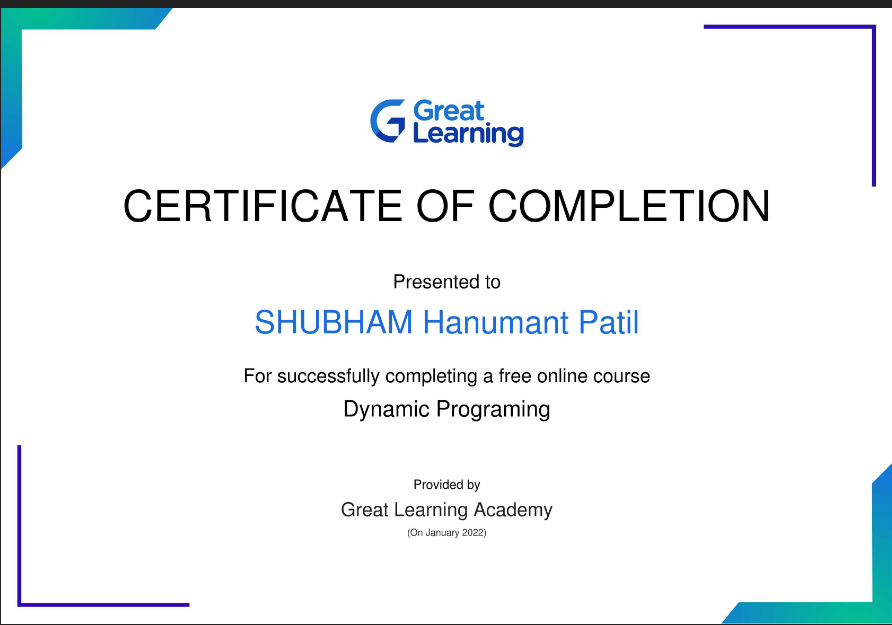 Great
Learning
CERTIFICATE OF COMPLETION
Presented to
SHUBHAM Hanumant Patil
For successfully completing a free online course
Dynamic Programing
Provided by
Great Learning Academy
(On January 2022)